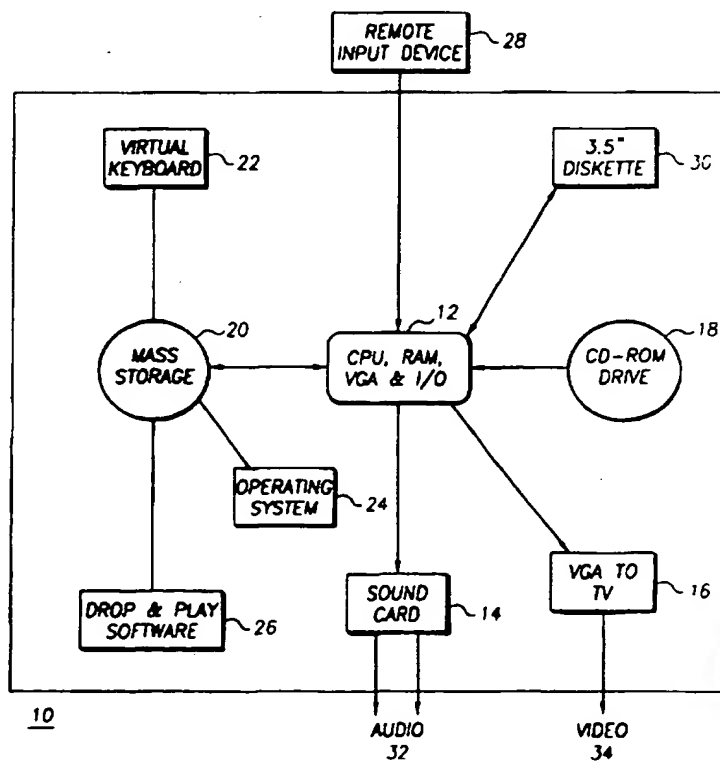 REMOTE
INPUT DEVICE
28
VIRTUAL
KEYBOARD
22
3.5"
DISKETTE
30
20
MASS
STORAGE
12
CPU, RAM,
VGA & I/O
18
CD-ROM
DRIVE
OPERATING
SYSTEM
24
DROP & PLAY
SOFTWARE
26
SOUND
CARD
14
VGA TO
TV
16
10
AUDIO
32
VIDEO
34